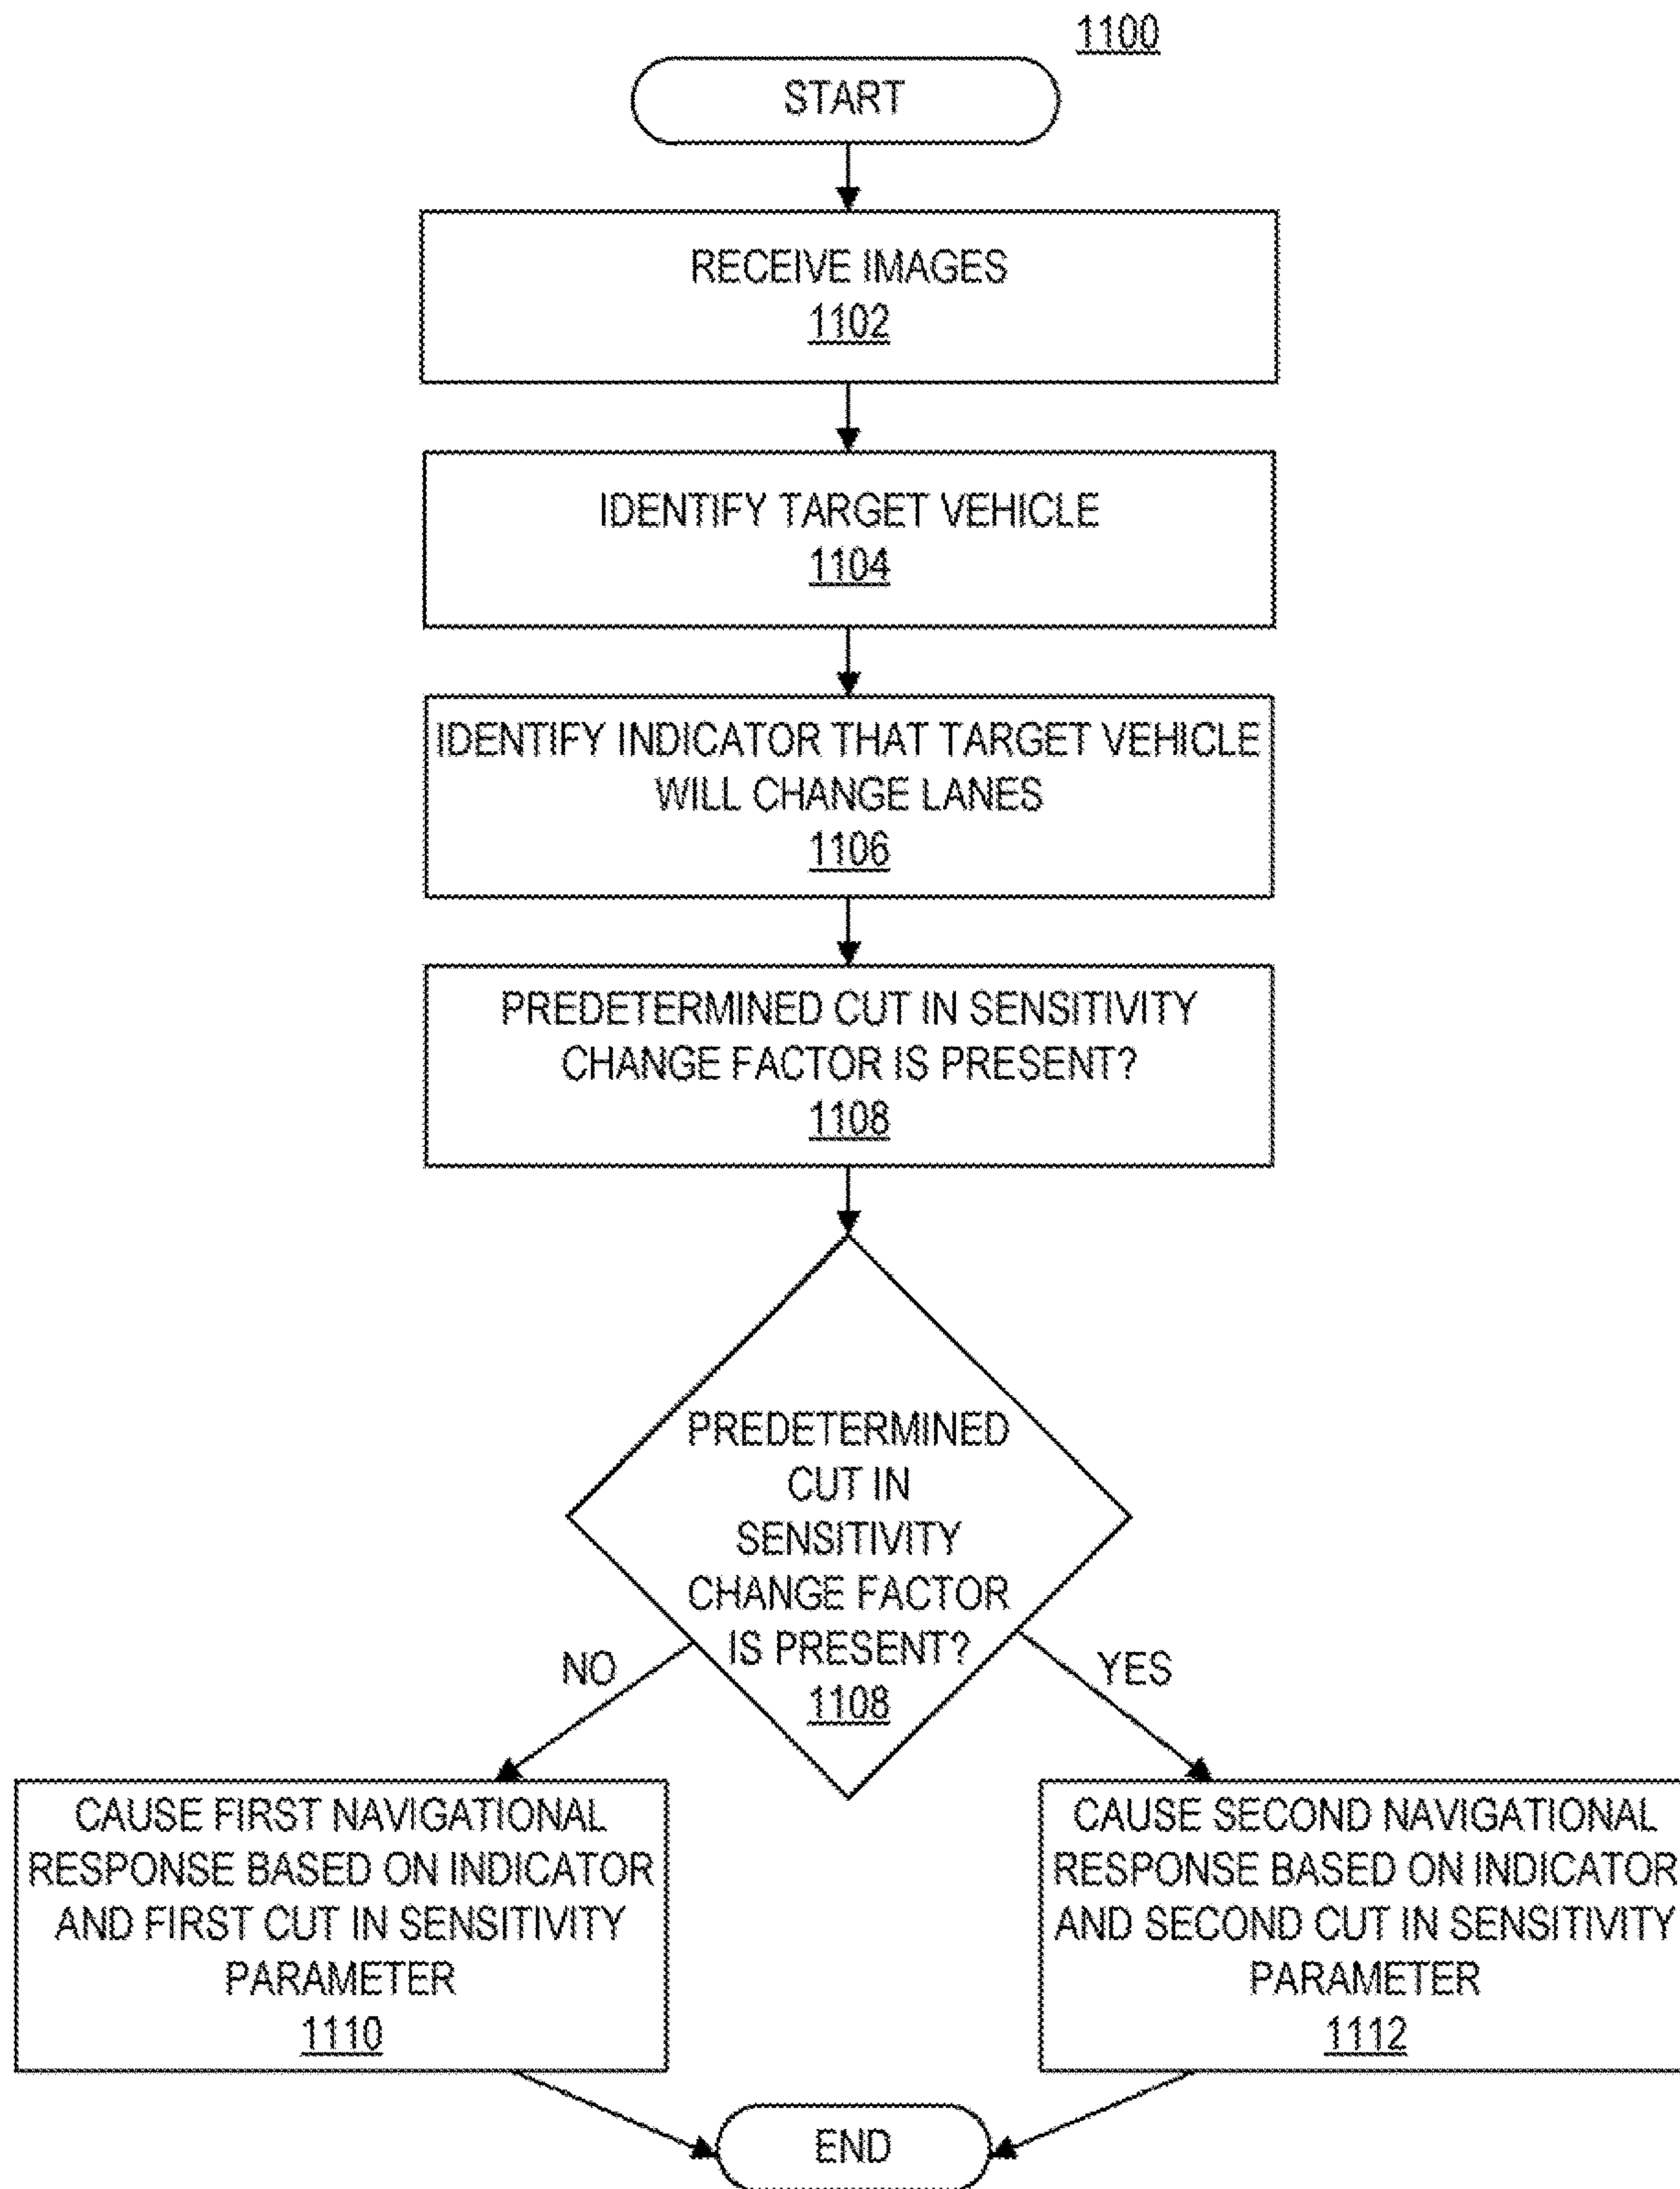 1100
START
RECEIVE IMAGES
1102
IDENTIFY TARGET VEHICLE
1104
IDENTIFY INDICATOR THAT TARGET VEHICLE
WILL CHANGE LANES
1106
PREDETERMINED CUT IN SENSITIVITY
CHANGE FACTOR IS PRESENT?
1108
PREDETERMINED
CUT IN
SENSITIVITY
CHANGE FACTOR
IS PRESENT?
1108
NO
YES
CAUSE FIRST NAVIGATIONAL
RESPONSE BASED ON INDICATOR
AND FIRST CUT IN SENSITIVITY
PARAMETER
1110
CAUSE SECOND NAVIGATIONAL
RESPONSE BASED ON INDICATOR
AND SECOND CUT IN SENSITIVITY
PARAMETER
1112
END